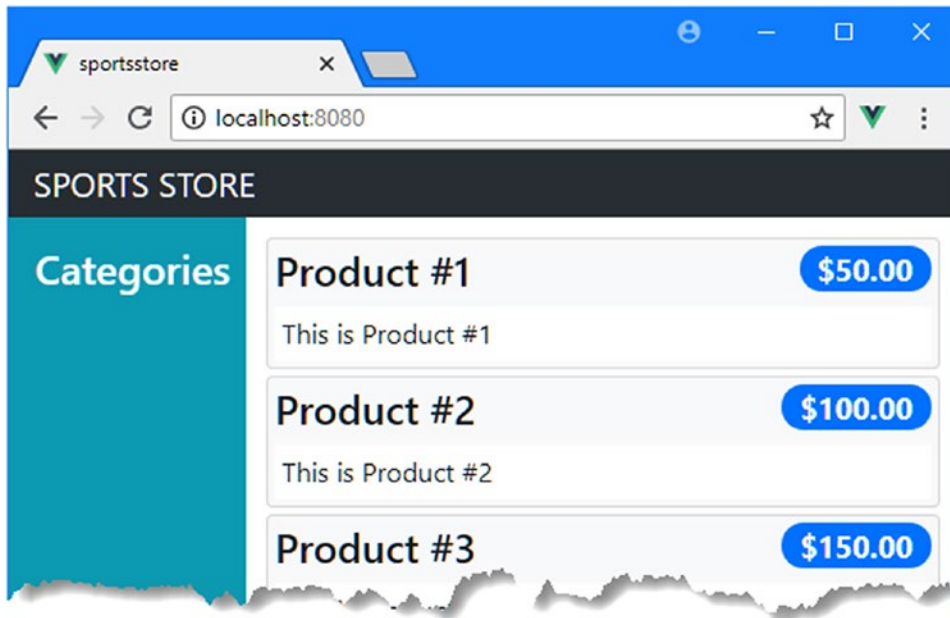 sportsstore
localhost:8080
SPORTS STORE
Categories
Product #1 $50.00
This is Product #1
Product #2 $100.00
This is Product #2
Product #3 $150.00